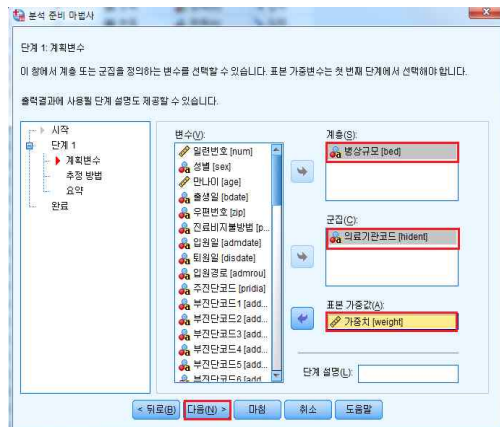 분석 준비 마법사
단계 1: 계획변수
이 창에서 계층 또는 군집을 정의하는 변수를 선택할 수 있습니다. 표본 가중변수는 첫 번째 단계에서 선택해야 합니다.
출력결과에 사용될 단계 설명도 제공할 수 있습니다.
시작
단계 1
계획변수
추정 방법
요약
완료
변수(V):
일련번호 [num]
성별 [sex]
만나이 [age]
출생일 [bdate]
우편번호 [zip]
진료비지불방법 [p...
입원일 [admdate]
퇴원일 [disdate]
입원경로 [admrou]
주진단코드 [pridia]
부진단코드1 [add...
부진단코드2 [add...
부진단코드3 [add...
부진단코드4 [add...
부진단코드5 [add...
부진단코드6 [add...
계층(S):
병상규모 [bed]
군집(C):
의료기관코드 [hident]
표본 가중값(A):
가중치 [weight]
단계 설명(L):
< 뒤로(B) 다음(N) > 마침 취소 도움말